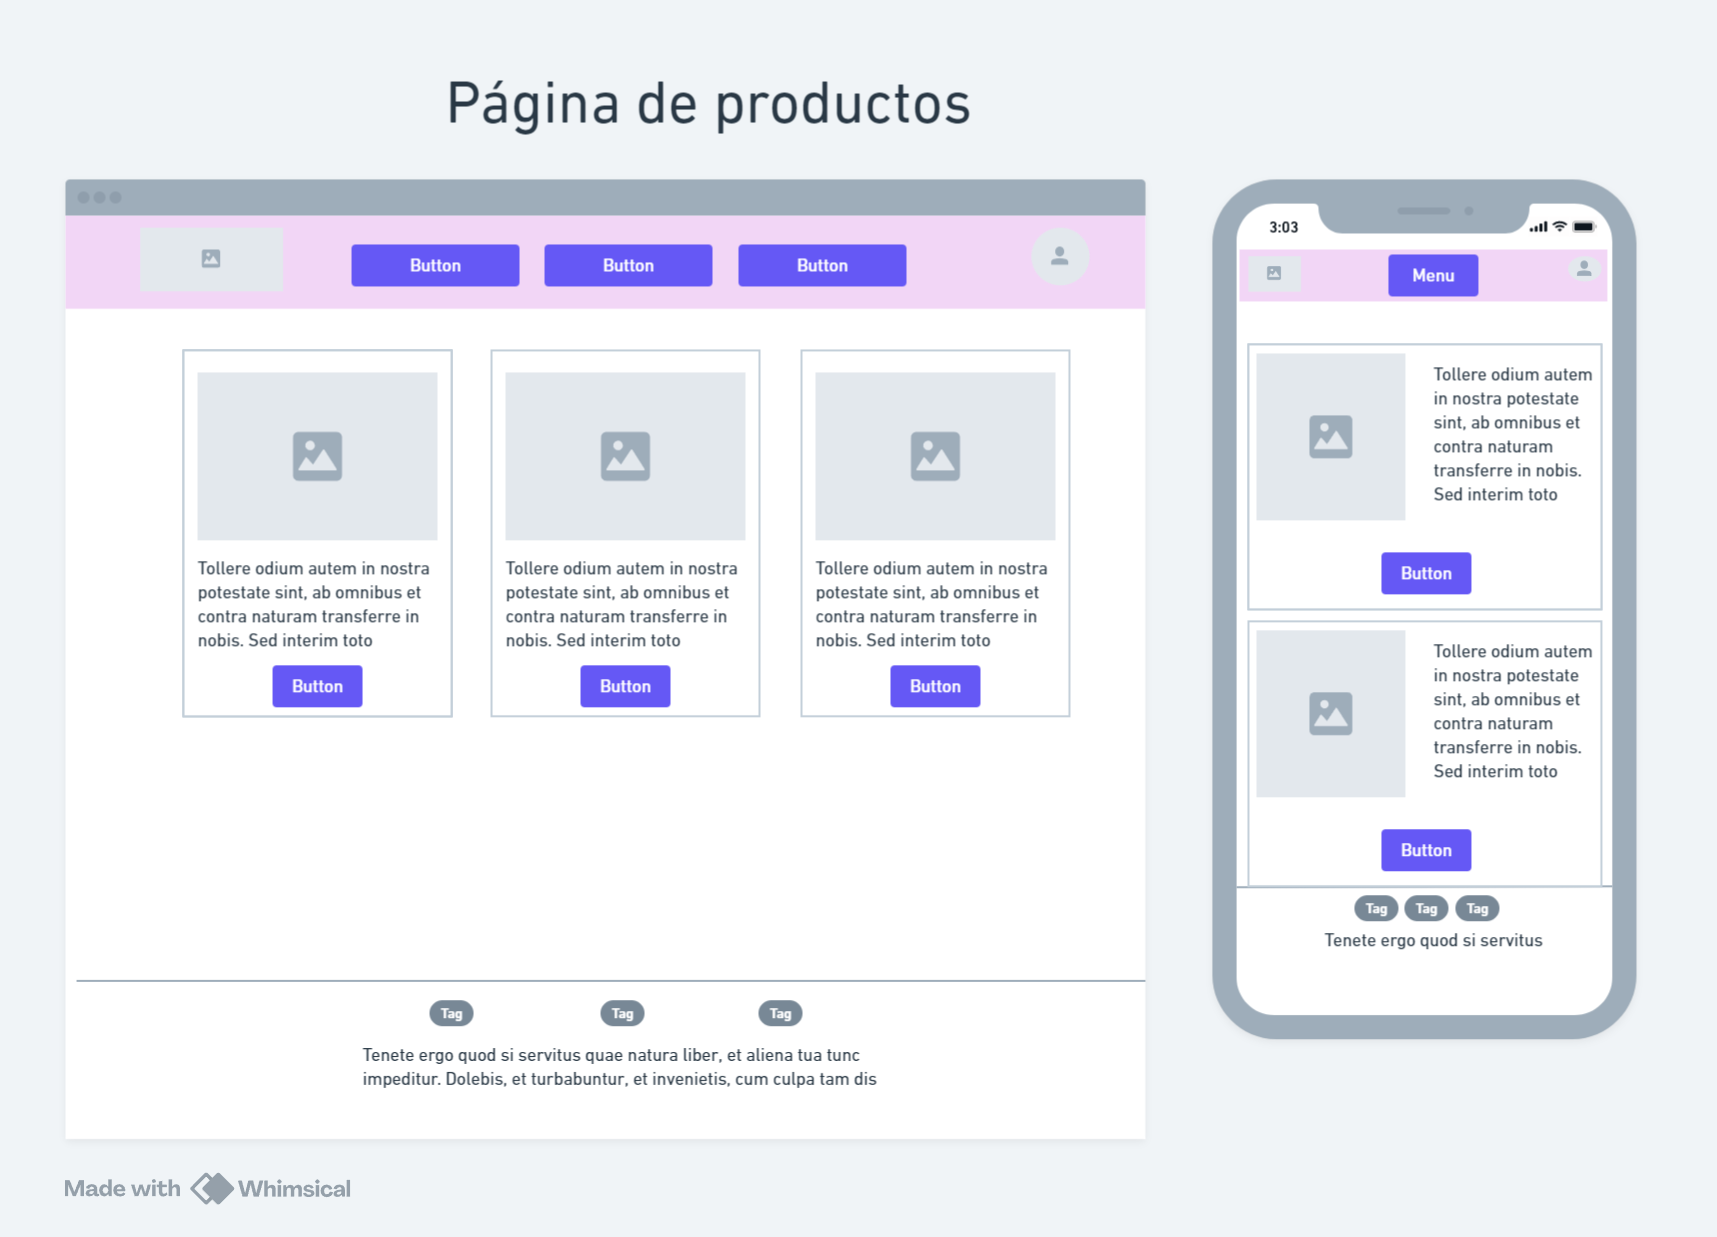 Página de productos
Button
Button
Button
Tollere odium autem in nostra
potestate sint, ab omnibus et
contra naturam transferre in
nobis. Sed interim toto
Button
Tollere odium autem in nostra
potestate sint, ab omnibus et
contra naturam transferre in
nobis. Sed interim toto
Button
Tollere odium autem in nostra
potestate sint, ab omnibus et
contra naturam transferre in
nobis. Sed interim toto
Button
Tag
Tag
Tag
Tenete ergo quod si servitus quae natura liber, et aliena tua tunc
impeditur. Dolebis, et turbabuntur, et invenietis, cum culpa tam dis
3:03
Menu
Tollere odium autem
in nostra potestate
sint, ab omnibus et
contra naturam
transferre in nobis.
Sed interim toto
Button
Tollere odium autem
in nostra potestate
sint, ab omnibus et
contra naturam
transferre in nobis.
Sed interim toto
Button
Tag
Tag
Tag
Tenete ergo quod si servitus
Made with Whimsical